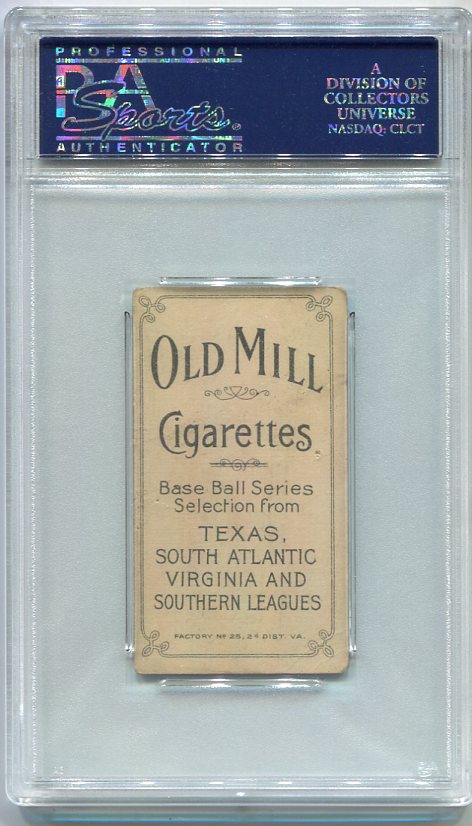 PROFESSIONAL
PSA
Sports
AUTHENTICATOR
A
DIVISION OF
COLLECTORS
UNIVERSE
NASDAQ: CLCT
OLD MILL
Cigarettes
Base Ball Series
Selection from
TEXAS,
SOUTH ATLANTIC
VIRGINIA AND
SOUTHERN LEAGUES
FACTORY Nº 25, 2d DIST. VA.